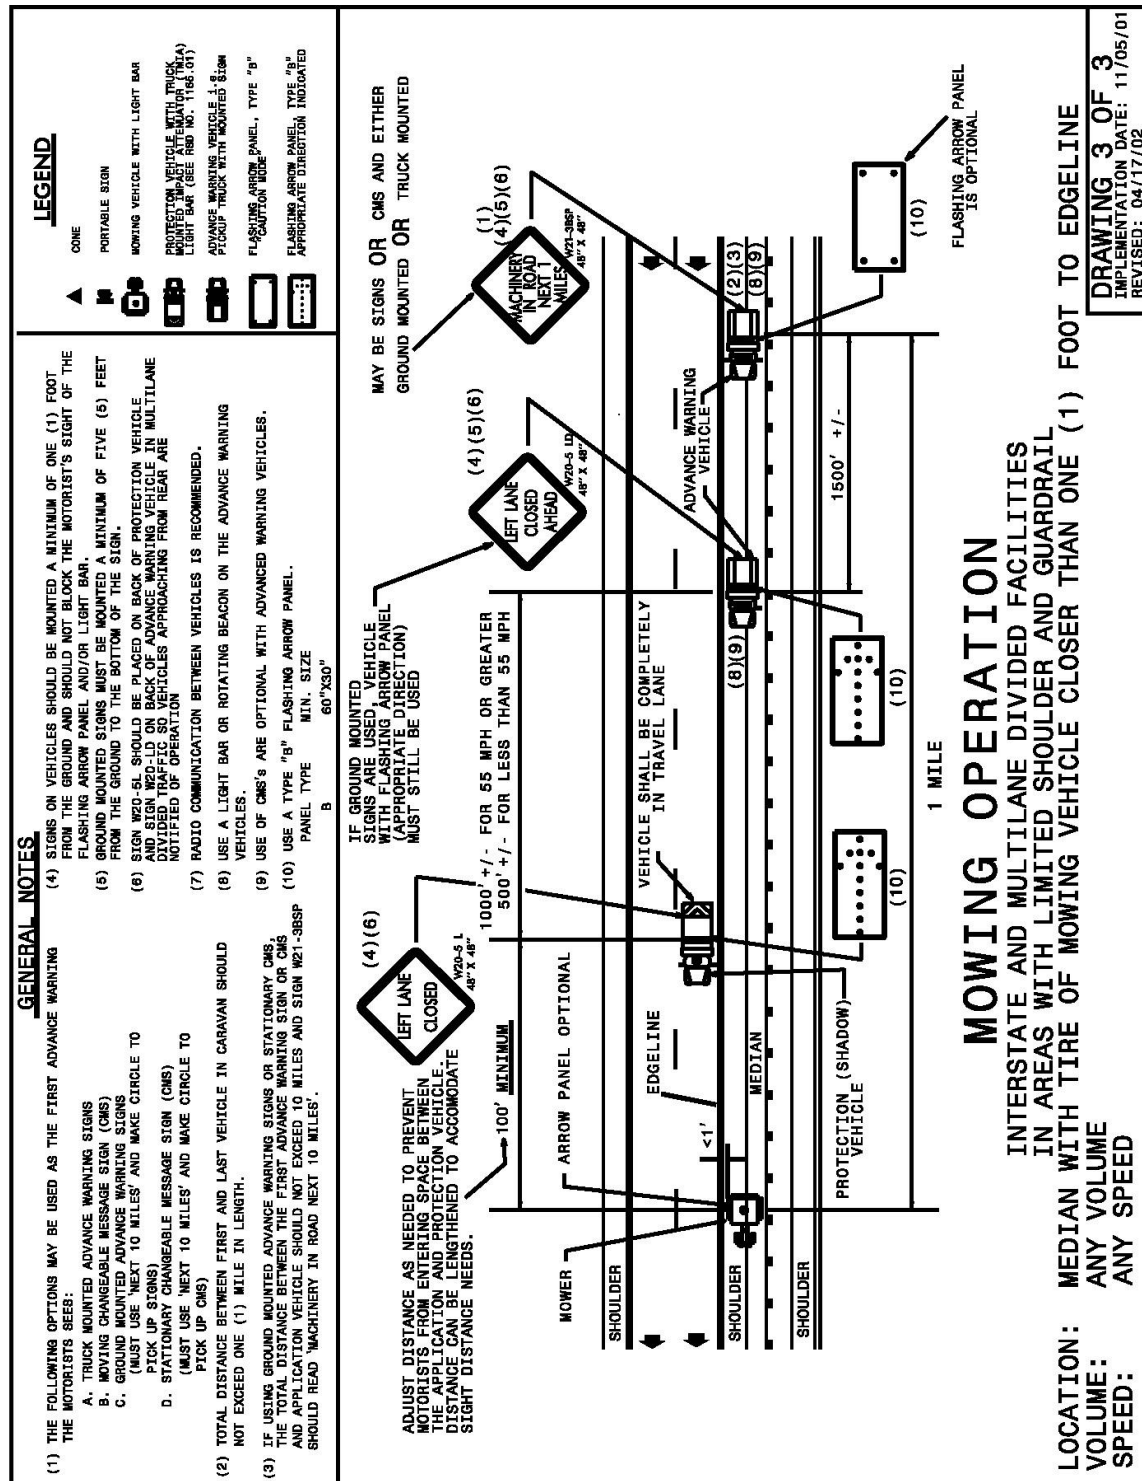 GENERAL NOTES
(1) THE FOLLOWING OPTIONS MAY BE USED AS THE FIRST ADVANCE WARNING
THE MOTORISTS SEES:
A. TRUCK MOUNTED ADVANCE WARNING SIGNS
B. MOVING CHANGEABLE MESSAGE SIGN (CMS)
C. GROUND MOUNTED ADVANCE WARNING SIGNS
(MUST USE 'NEXT 10 MILES' AND MAKE CIRCLE TO
PICK UP SIGNS)
D. STATIONARY CHANGEABLE MESSAGE SIGN (CMS)
(MUST USE 'NEXT 10 MILES' AND MAKE CIRCLE TO
PICK UP CMS)
(2) TOTAL DISTANCE BETWEEN FIRST AND LAST VEHICLE IN CARAVAN SHOULD
NOT EXCEED ONE (1) MILE IN LENGTH.
(3) IF USING GROUND MOUNTED ADVANCE WARNING SIGNS OR STATIONARY CMS,
THE TOTAL DISTANCE BETWEEN THE FIRST ADVANCE WARNING SIGN OR CMS
AND APPLICATION VEHICLE SHOULD NOT EXCEED 10 MILES AND SIGN W21-3BSP
SHOULD READ 'MACHINERY IN ROAD NEXT 10 MILES'.
(4) SIGNS ON VEHICLES SHOULD BE MOUNTED A MINIMUM OF ONE (1) FOOT
FROM THE GROUND AND SHOULD NOT BLOCK THE MOTORIST'S SIGHT OF THE
FLASHING ARROW PANEL AND/OR LIGHT BAR.
(5) GROUND MOUNTED SIGNS MUST BE MOUNTED A MINIMUM OF FIVE (5) FEET
FROM THE GROUND TO THE BOTTOM OF THE SIGN.
(6) SIGN W20-5L SHOULD BE PLACED ON BACK OF PROTECTION VEHICLE
AND SIGN W20-LD ON BACK OF ADVANCE WARNING VEHICLE IN MULTILANE
DIVIDED TRAFFIC SO VEHICLES APPROACHING FROM REAR ARE
NOTIFIED OF OPERATION
(7) RADIO COMMUNICATION BETWEEN VEHICLES IS RECOMMENDED.
(8) USE A LIGHT BAR OR ROTATING BEACON ON THE ADVANCE WARNING
VEHICLES.
(9) USE OF CMS's ARE OPTIONAL WITH ADVANCED WARNING VEHICLES.
(10) USE A TYPE "B" FLASHING ARROW PANEL.
PANEL TYPE MIN. SIZE
B 60"X30"
LEGEND
CONE
PORTABLE SIGN
MOWING VEHICLE WITH LIGHT BAR
PROTECTION VEHICLE WITH TRUCK
MOUNTED IMPACT ATTENUATOR (TMIA)
LIGHT BAR (SEE RSD NO. 1165.01)
ADVANCE WARNING VEHICLE i.e.
PICKUP TRUCK WITH MOUNTED SIGN
FLASHING ARROW PANEL, TYPE "B"
"CAUTION MODE"
FLASHING ARROW PANEL, TYPE "B"
APPROPRIATE DIRECTION INDICATED
ADJUST DISTANCE AS NEEDED TO PREVENT
MOTORISTS FROM ENTERING SPACE BETWEEN
THE APPLICATION AND PROTECTION VEHICLE.
DISTANCE CAN BE LENGTHENED TO ACCOMODATE
SIGHT DISTANCE NEEDS.
LEFT LANE
CLOSED
(4)(6)
W20-5 L
48" X 48"
IF GROUND MOUNTED
SIGNS ARE USED, VEHICLE
WITH FLASHING ARROW PANEL
(APPROPRIATE DIRECTION)
MUST STILL BE USED
LEFT LANE
CLOSED
AHEAD
(4)(5)(6)
W20-5 LD
48" X 48"
MAY BE SIGNS OR CMS AND EITHER
GROUND MOUNTED OR TRUCK MOUNTED
MACHINERY
IN ROAD
NEXT 1
MILES
(1)
(4)(5)(6)
W21-3BSP
48" X 48"
100' MINIMUM
1000' +/- FOR 55 MPH OR GREATER
500' +/- FOR LESS THAN 55 MPH
MOWER
ARROW PANEL OPTIONAL
EDGELINE
VEHICLE SHALL BE COMPLETELY
IN TRAVEL LANE
ADVANCE WARNING
VEHICLE
SHOULDER
SHOULDER
<1'
MEDIAN
(8)(9)
(2)(3)
(8)(9)
SHOULDER
PROTECTION (SHADOW)
VEHICLE
(10)
(10)
1500' +/-
(10)
FLASHING ARROW PANEL
IS OPTIONAL
1 MILE
MOWING OPERATION
INTERSTATE AND MULTILANE DIVIDED FACILITIES
IN AREAS WITH LIMITED SHOULDER AND GUARDRAIL
LOCATION: MEDIAN WITH TIRE OF MOWING VEHICLE CLOSER THAN ONE (1) FOOT TO EDGELINE
VOLUME: ANY VOLUME
SPEED: ANY SPEED
DRAWING 3 OF 3
IMPLEMENTATION DATE: 11/05/01
REVISED: 04/17/02